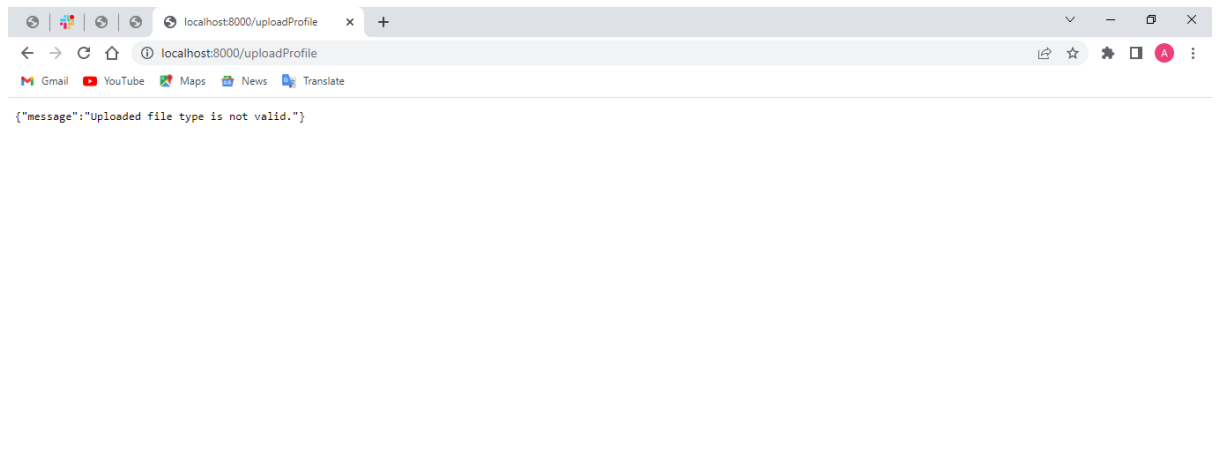 localhost:8000/uploadProfile
localhost:8000/uploadProfile
A
Gmail YouTube Maps News Translate
{"message":"Uploaded file type is not valid."}